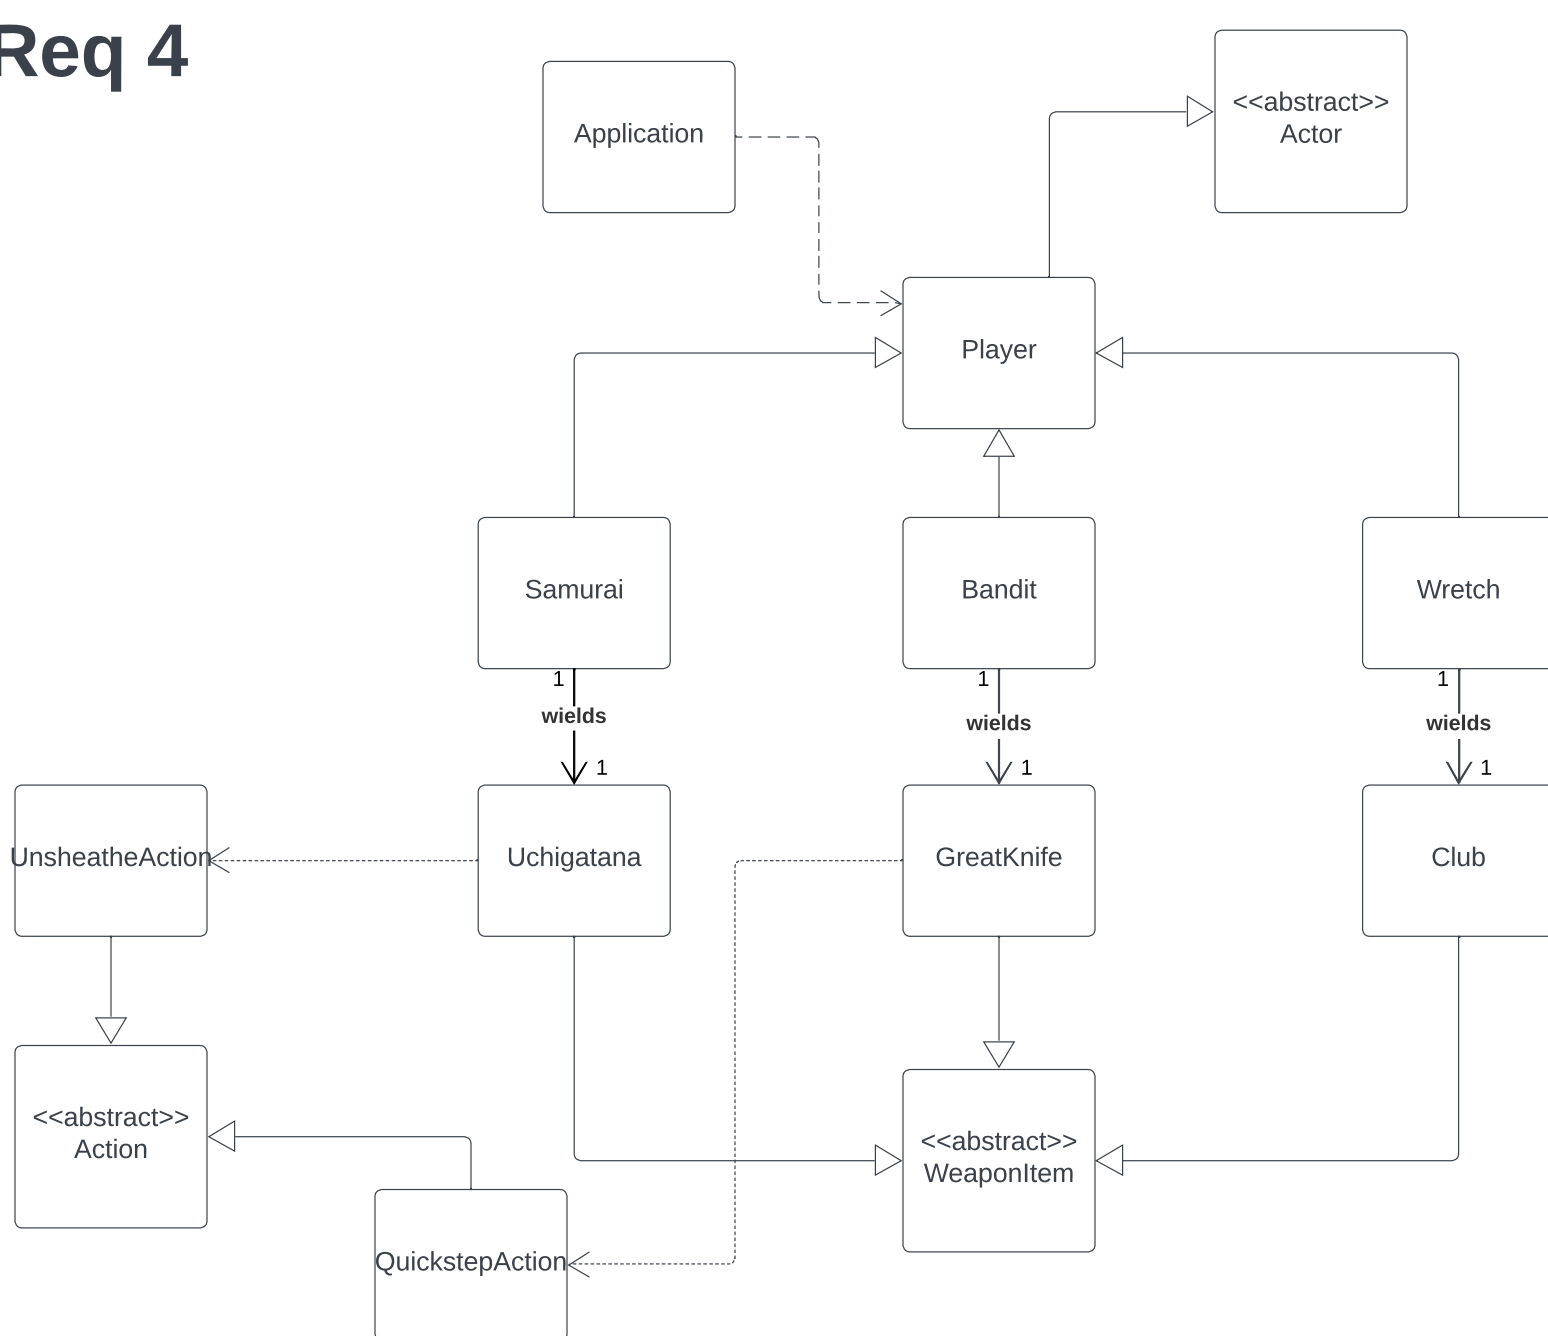 Req 4
<<abstract>>
Actor
Application
Player
Samurai
Bandit
Wretch
1
wields
1
1
wields
1
1
wields
1
UnsheatheAction
Uchigatana
GreatKnife
Club
<<abstract>>
Action
<<abstract>>
WeaponItem
QuickstepAction